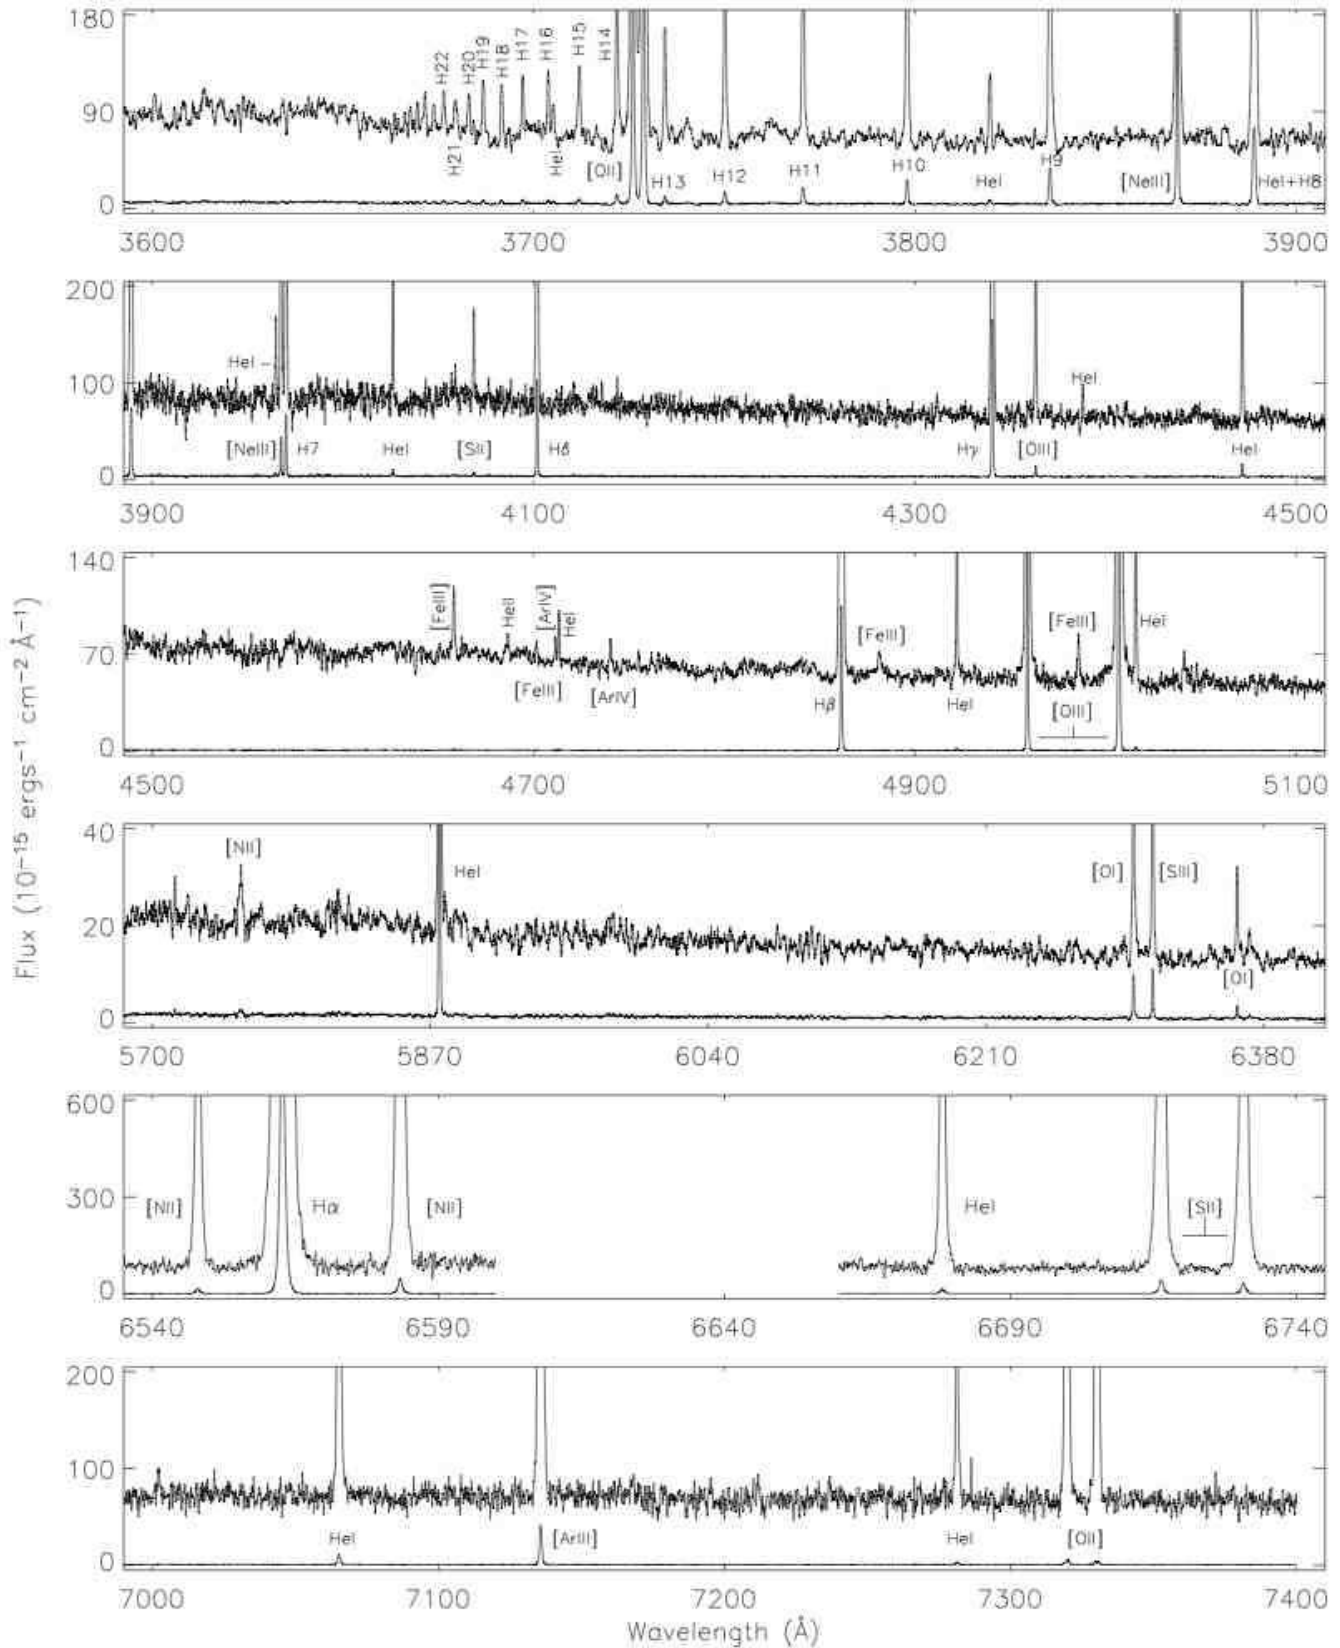 180
90
0
H22 H20 H19 H18 H17 H16 H15 H14
H21 HeI [OII] H13 H12 H11 H10 HeI H9 [NeIII] HeI+H8
3600 3700 3800 3900
200
100
0
HeI HeI
[NeIII] H7 HeI [SII] Hδ Hγ [OIII] HeI
3900 4100 4300 4500
140
70
0
[FeIII] HeII [ArIV] HeI [FeIII] [FeIII] HeI
[FeIII] [ArIV] Hβ HeI [OIII]
4500 4700 4900 5100
40
20
0
[NII] HeI [OI] [SIII]
[OI]
5700 5870 6040 6210 6380
600
300
0
[NII] Hα [NII] HeI [SII]
6540 6590 6640 6690 6740
200
100
0
HeI [ArIII] HeI [OII]
7000 7100 7200 7300 7400
Wavelength (Å)
Flux (10⁻¹⁵ ergs⁻¹ cm⁻² Å⁻¹)